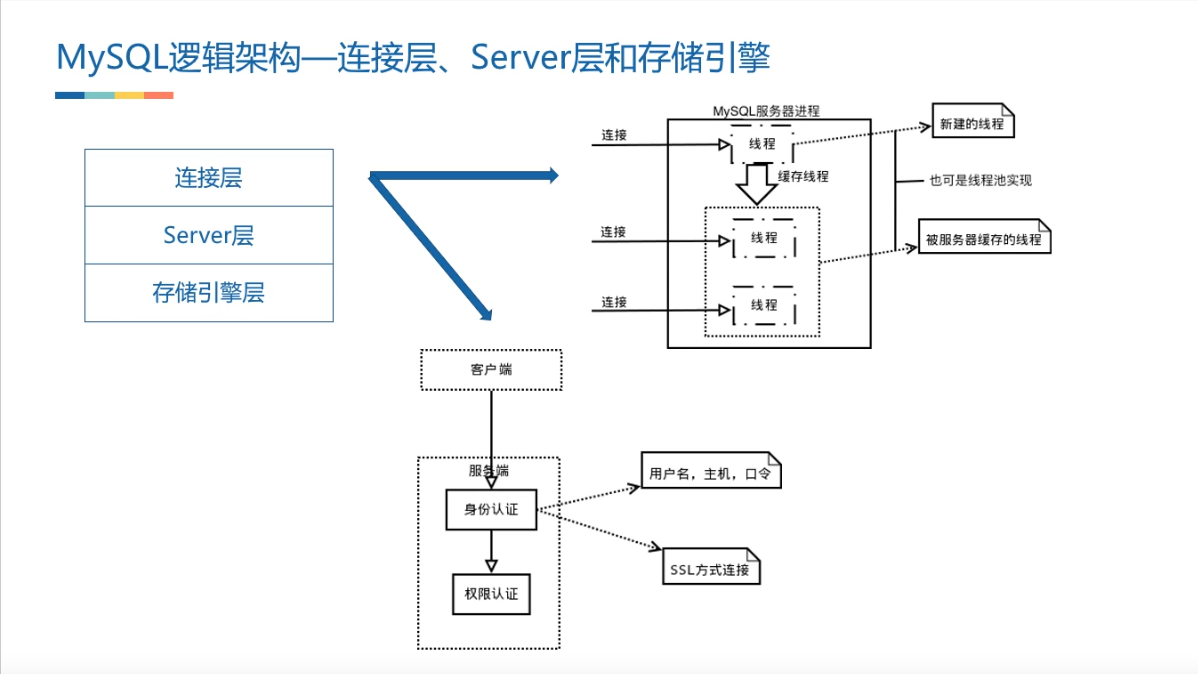 MySQL逻辑架构—连接层、Server层和存储引擎
连接层
Server层
存储引擎层
MySQL服务器进程
连接
线程
新建的线程
缓存线程
也可是线程池实现
连接
线程
被服务器缓存的线程
连接
线程
客户端
服务端
用户名，主机，口令
身份认证
SSL方式连接
权限认证